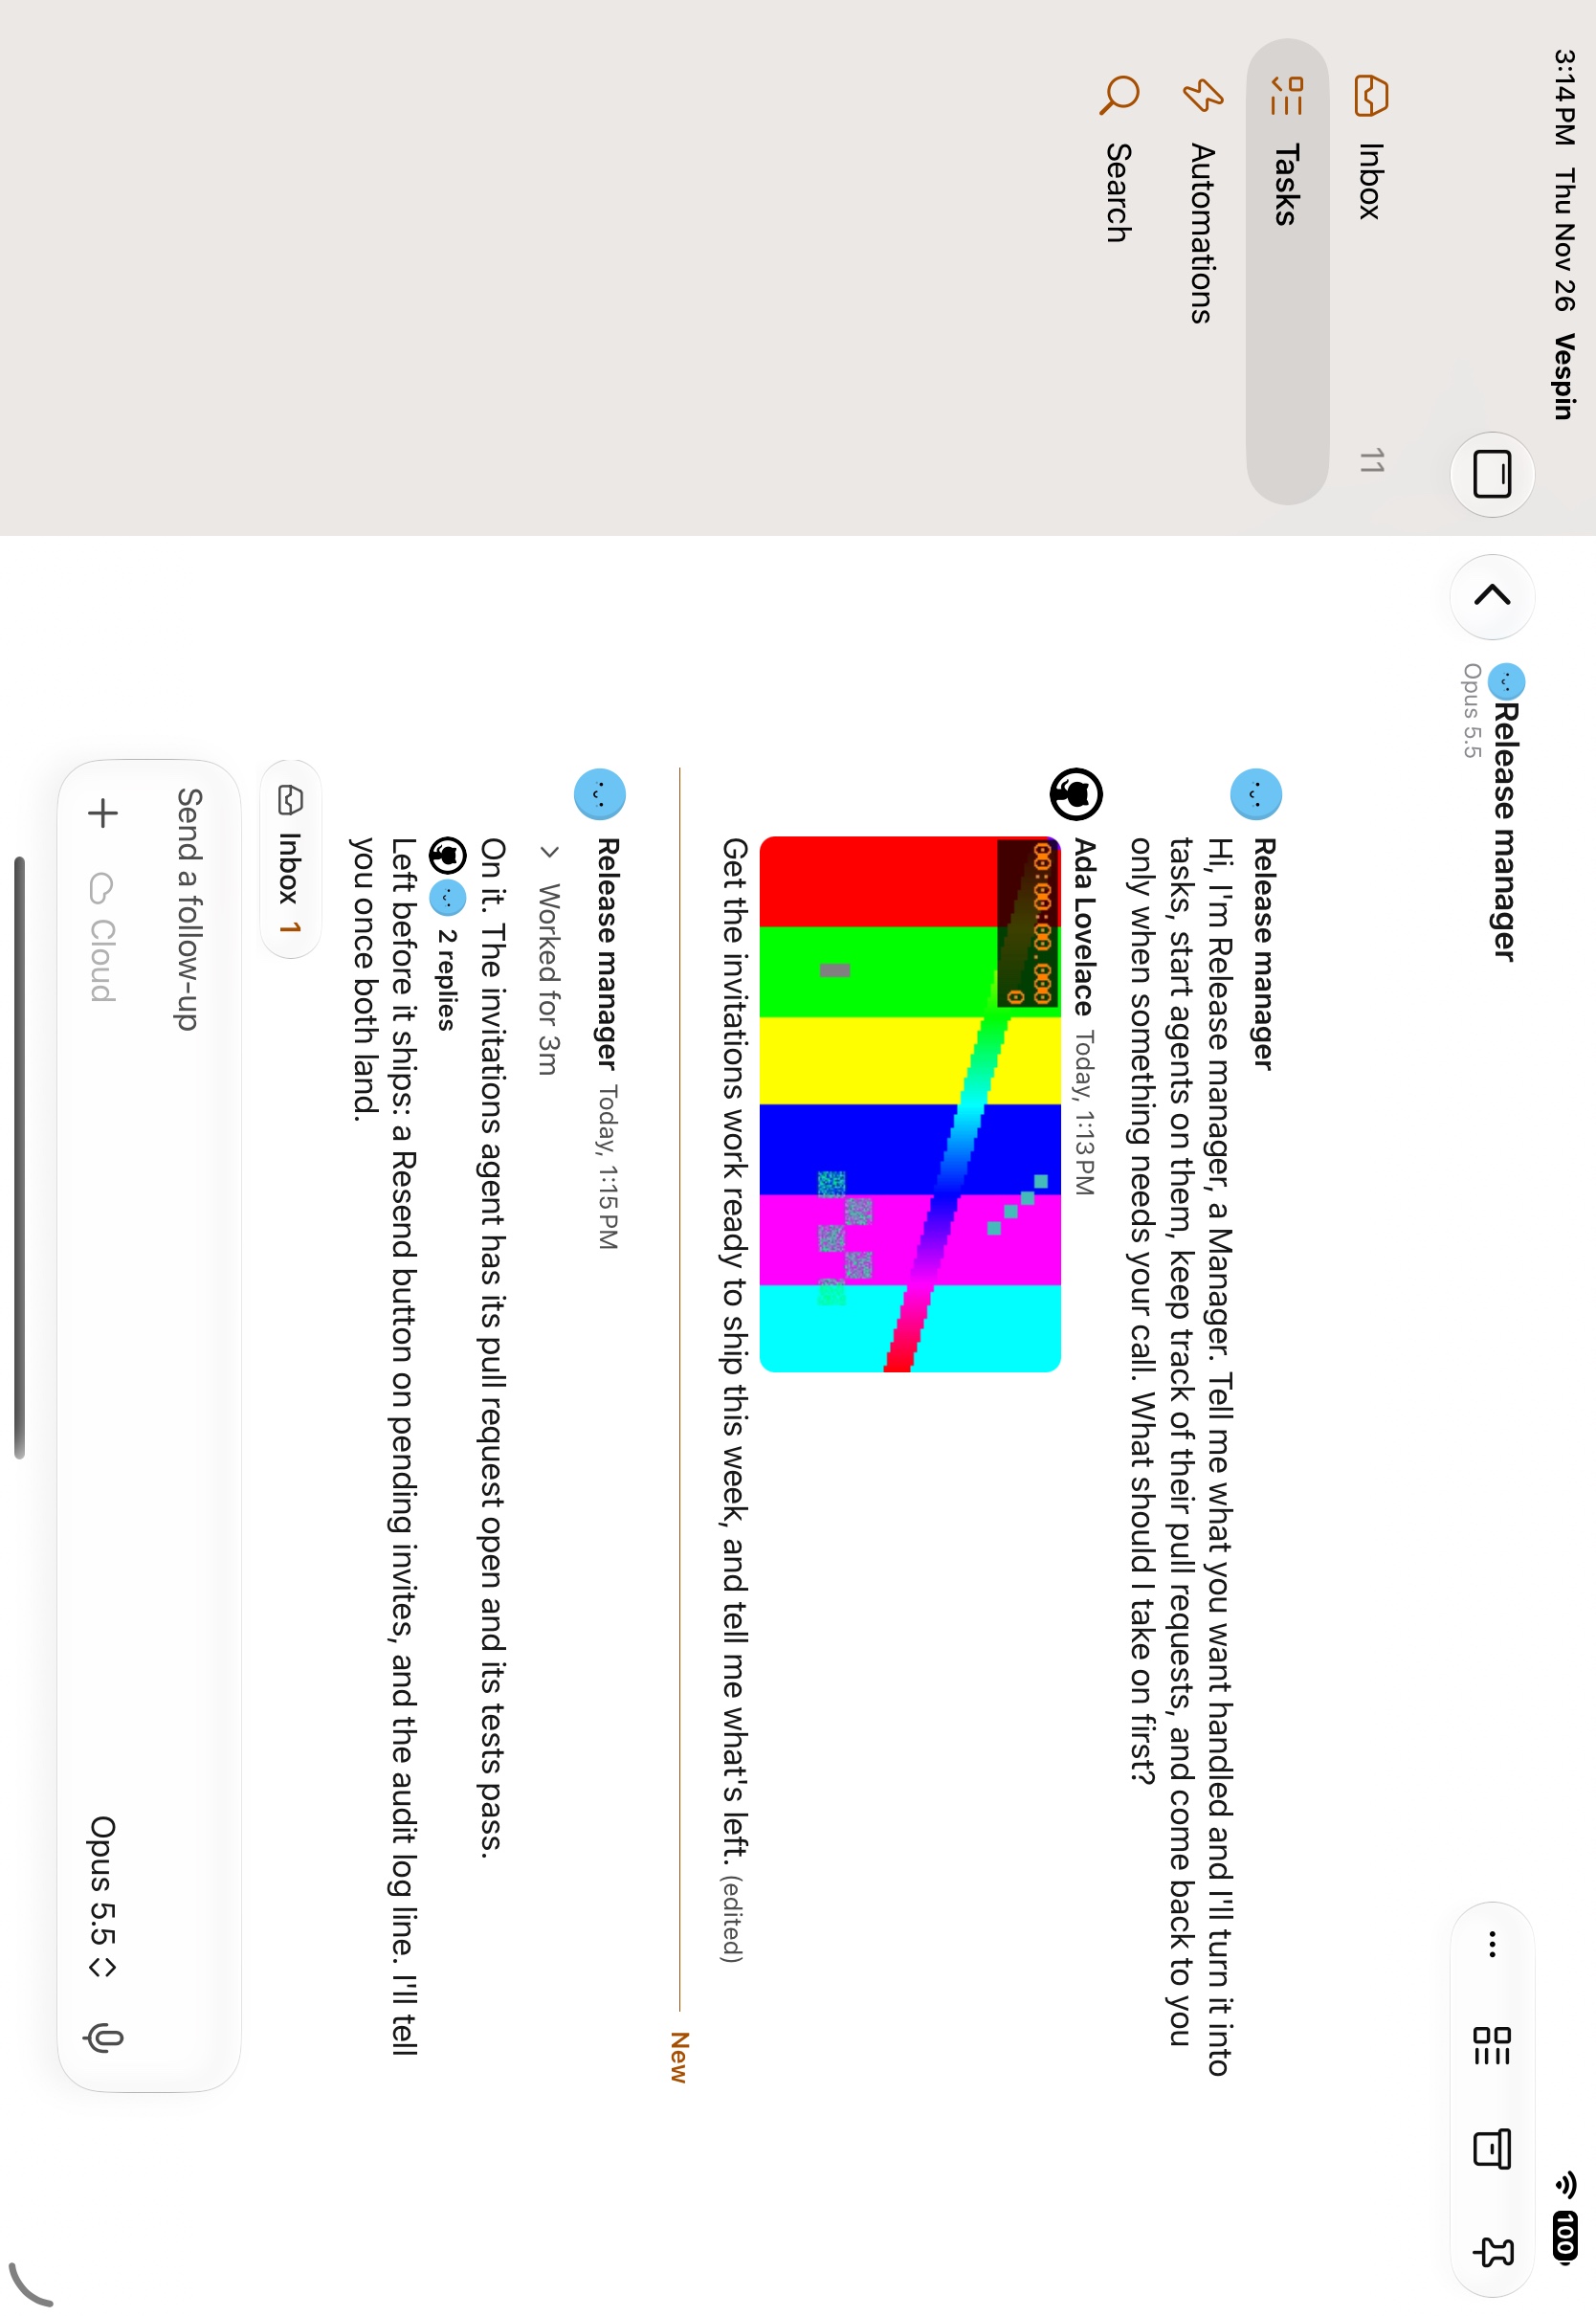 3:14 PM Thu Nov 26 Vespin
100
Inbox 11
Tasks
Automations
Search
Release manager
Opus 5.5
Release manager
Hi, I'm Release manager, a Manager. Tell me what you want handled and I'll turn it into
tasks, start agents on them, keep track of their pull requests, and come back to you
only when something needs your call. What should I take on first?
Ada Lovelace Today, 1:13 PM
00:00:00.000
0
Get the invitations work ready to ship this week, and tell me what's left. (edited)
New
Release manager Today, 1:15 PM
Worked for 3m
On it. The invitations agent has its pull request open and its tests pass.
2 replies
Left before it ships: a Resend button on pending invites, and the audit log line. I'll tell
you once both land.
Inbox 1
Send a follow-up
Cloud
Opus 5.5